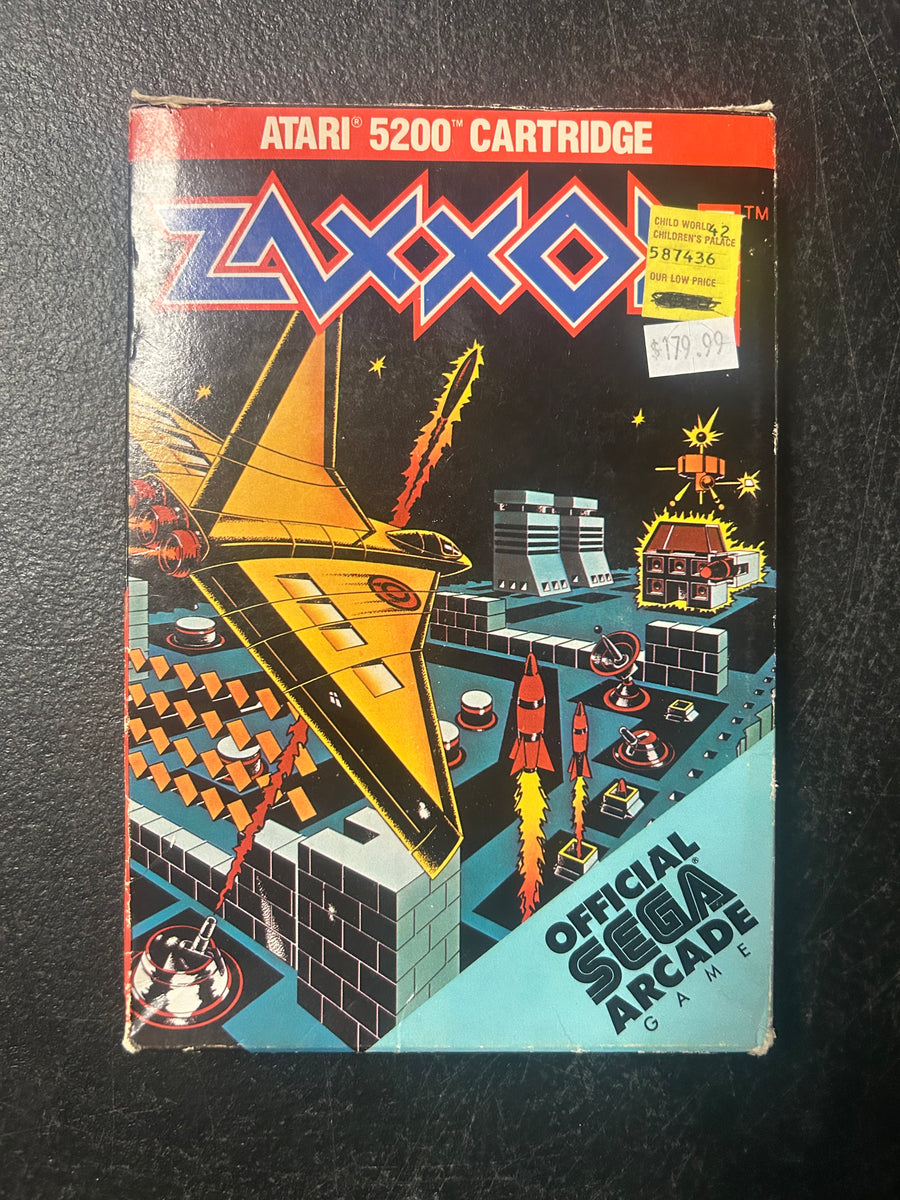 ATARI® 5200™ CARTRIDGE
ZAXXO
TM
CHILD WORLD 42
CHILDREN'S PALACE
587436
OUR LOW PRICE
$179.99
OFFICIAL
SEGA®
ARCADE
GAME